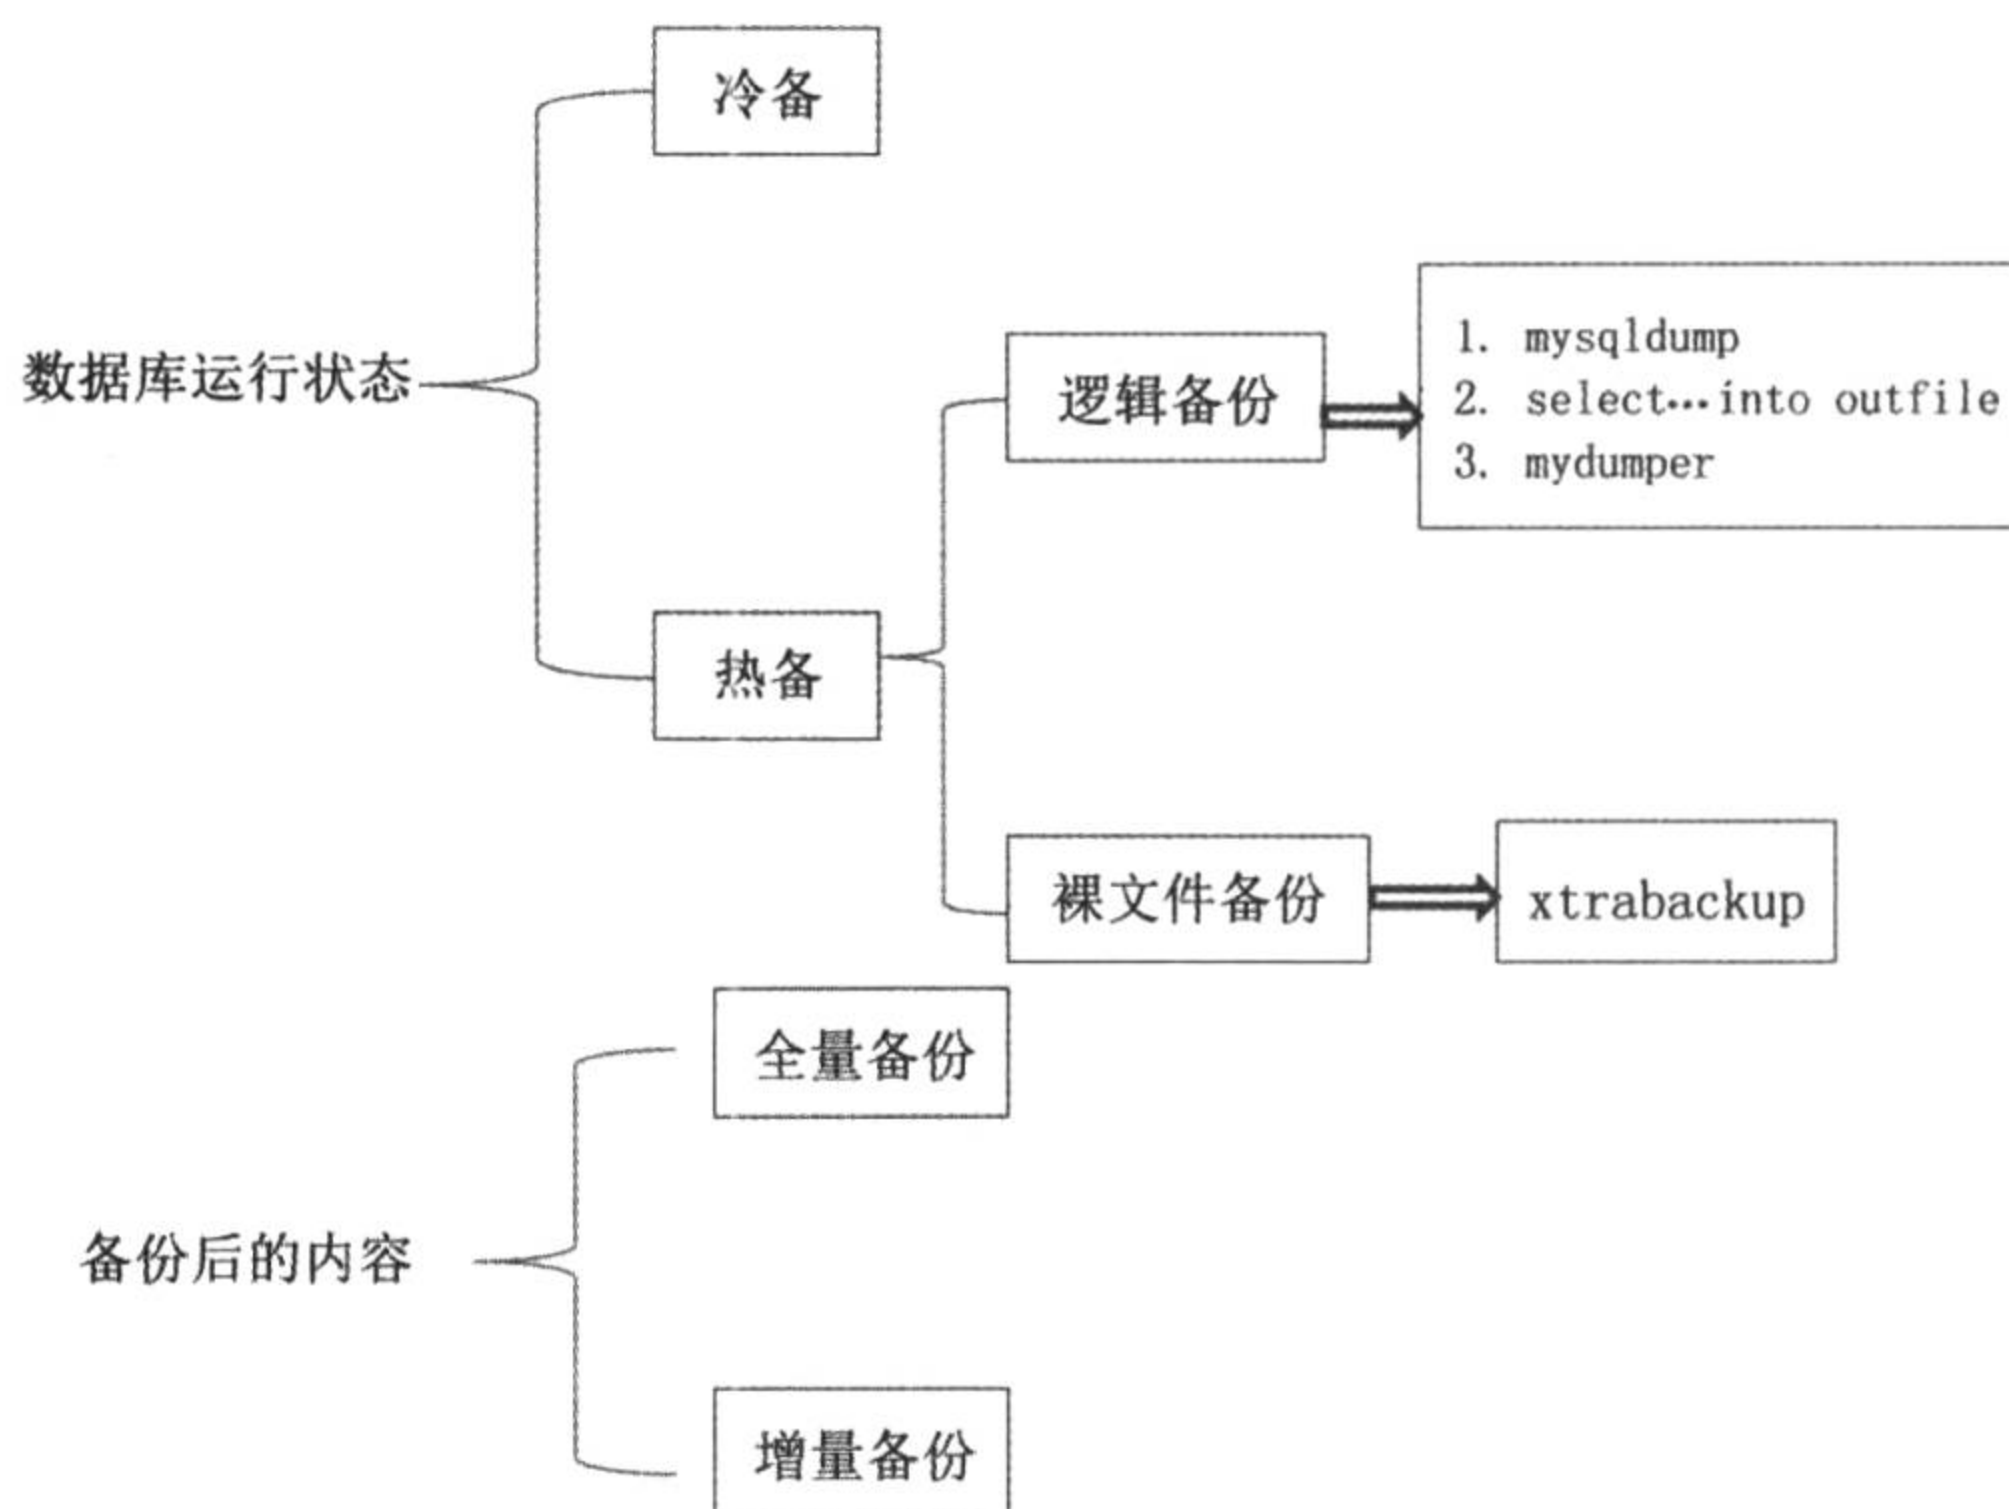 冷备
数据库运行状态
1. mysqldump
逻辑备份
2. select…into outfile
3. mydumper
热备
裸文件备份
xtrabackup
全量备份
备份后的内容
增量备份